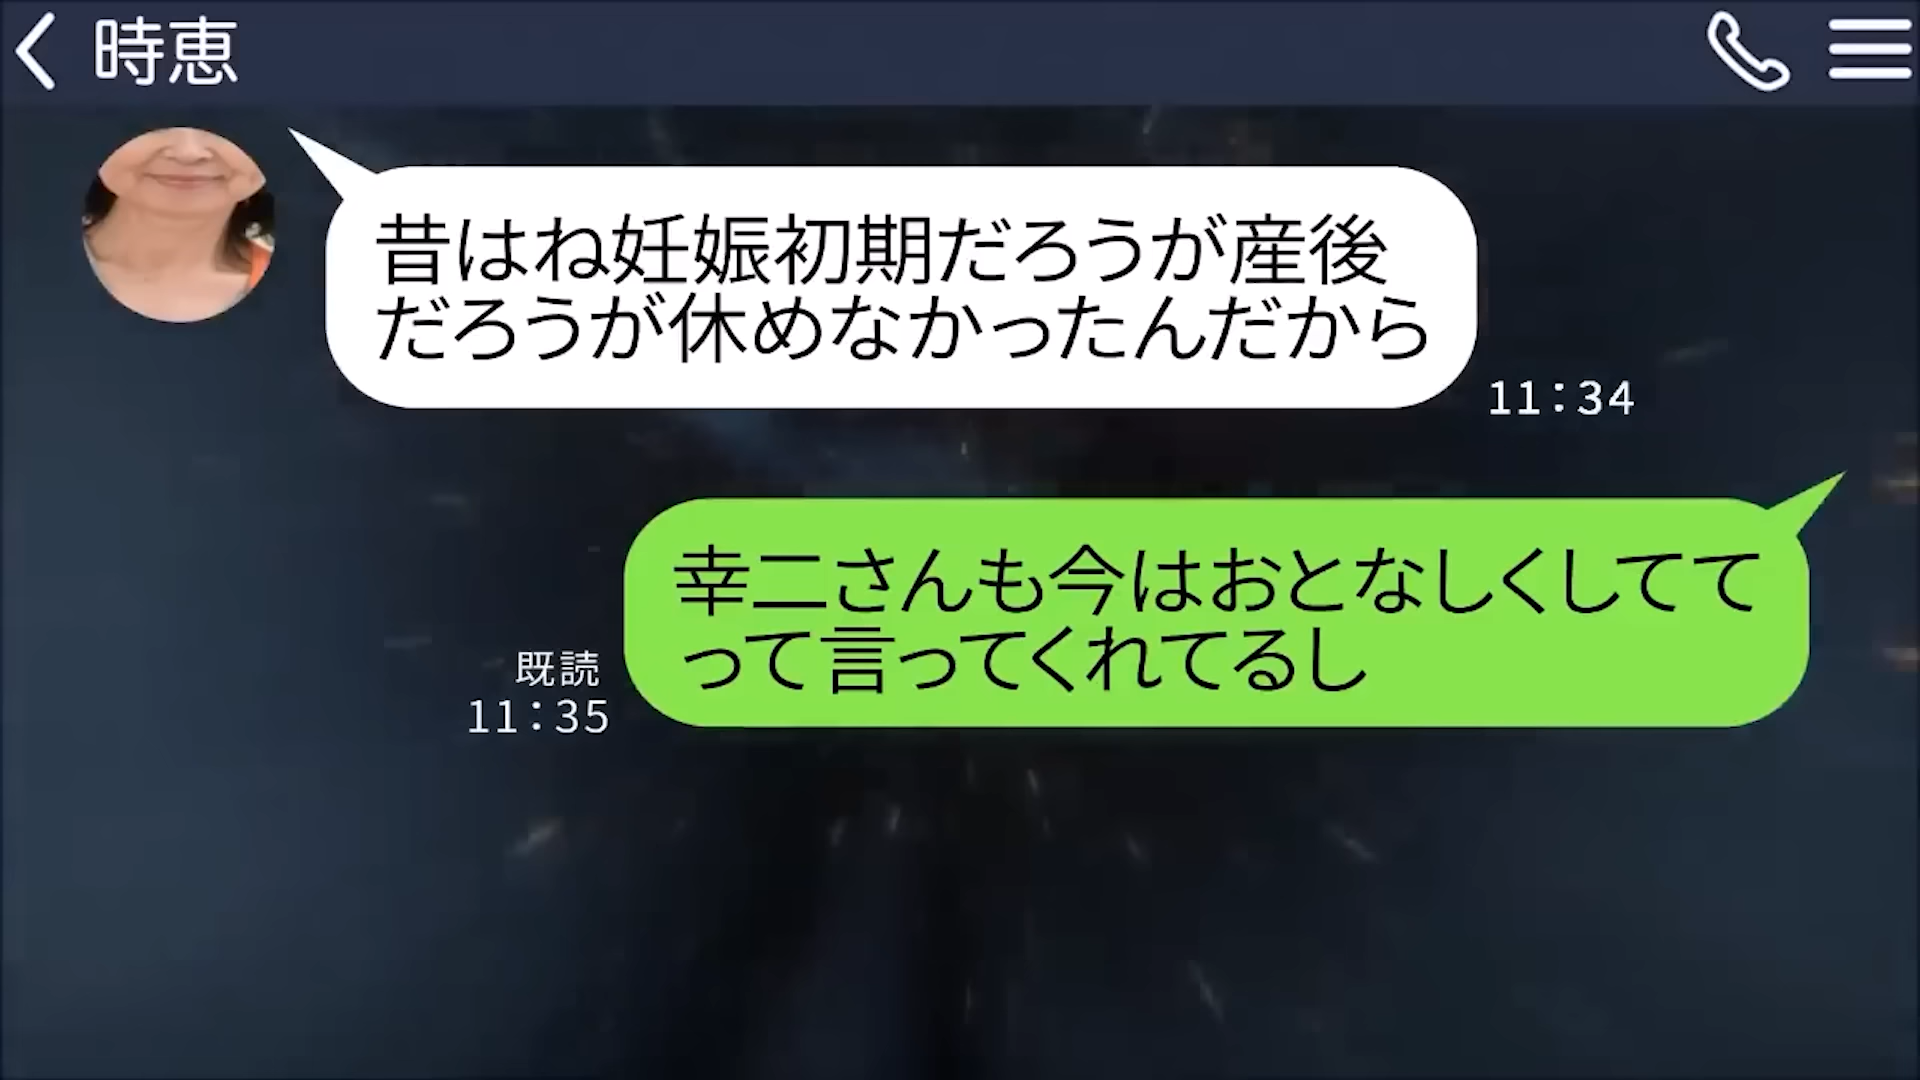 時恵
昔はね妊娠初期だろうが産後
だろうが休めなかったんだから
11:34
幸二さんも今はおとなしくしてて
って言ってくれてるし
既読
11:35